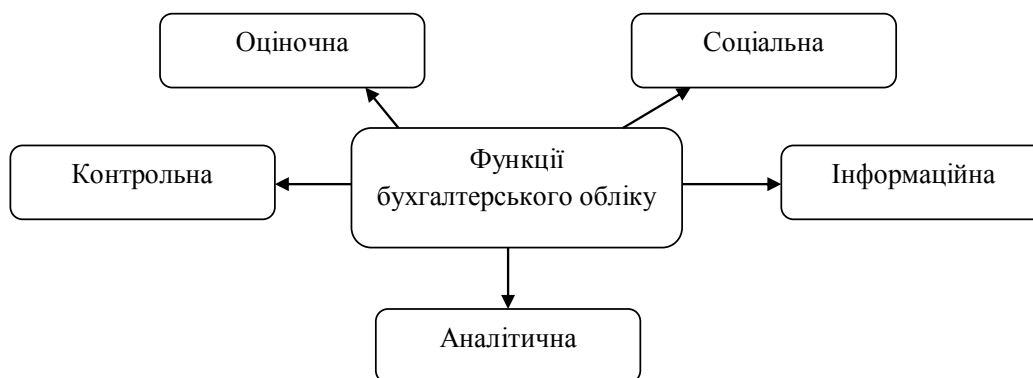 Оціночна
Соціальна
Контрольна
Функції
бухгалтерського обліку
Інформаційна
Аналітична